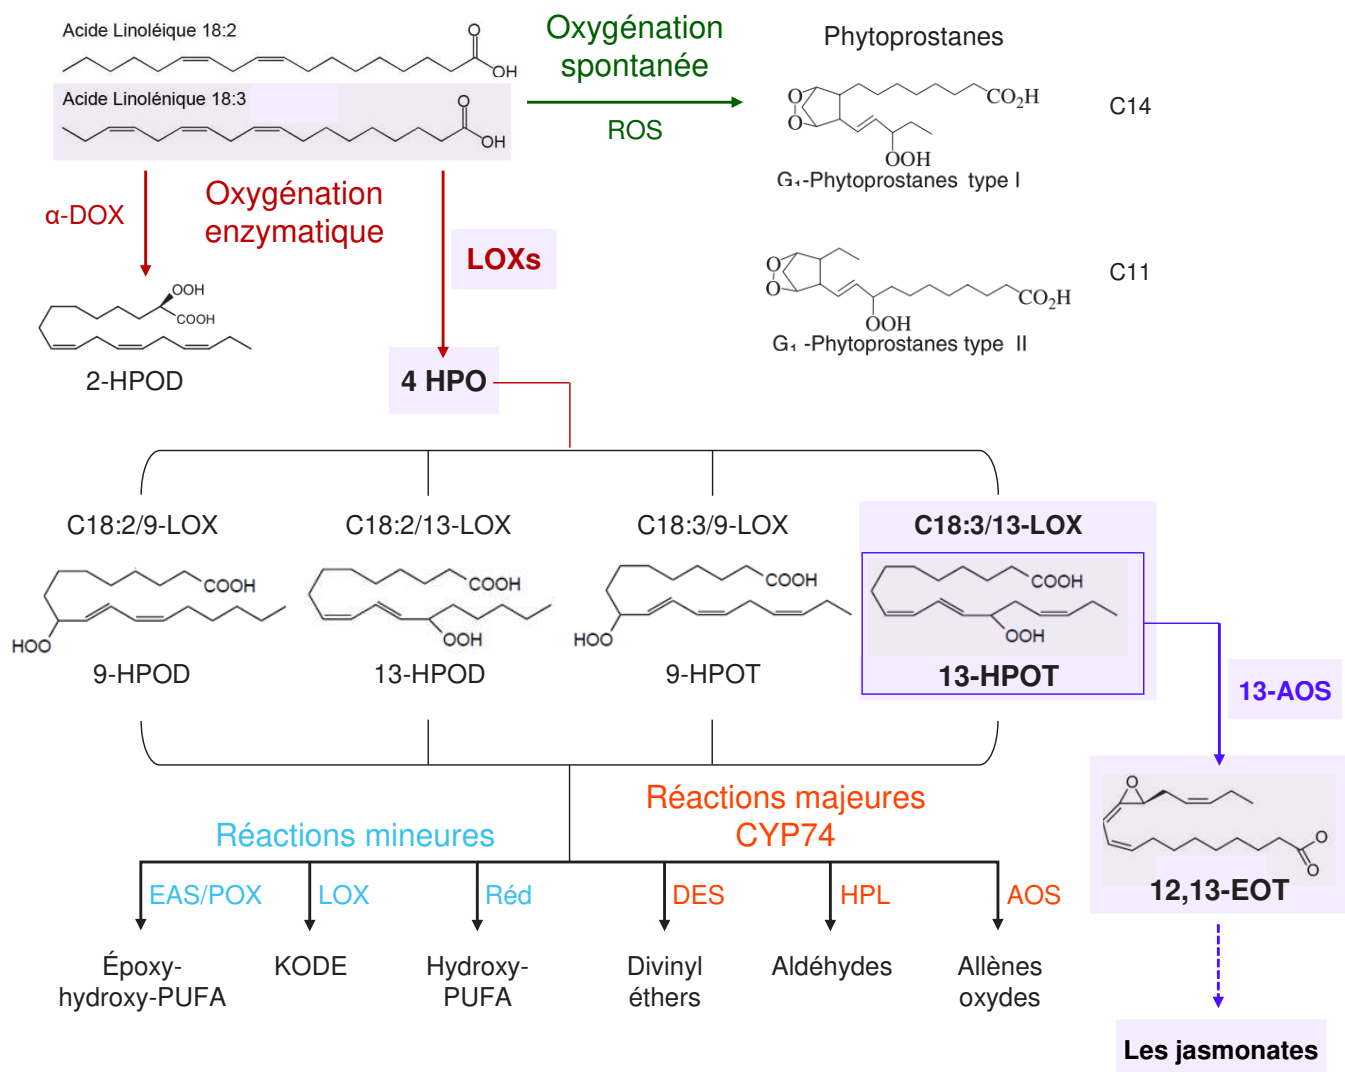 Acide Linoléique 18:2
O
OH
Acide Linolénique 18:3
O
OH
Oxygénation
spontanée
ROS
Phytoprostanes
O
O
CO₂H
OOH
C14
G₁-Phytoprostanes type I
O
O
CO₂H
OOH
C11
G₁ -Phytoprostanes type II
α-DOX
Oxygénation
enzymatique
LOXs
OOH
COOH
2-HPOD
4 HPO
C18:2/9-LOX
C18:2/13-LOX
C18:3/9-LOX
C18:3/13-LOX
COOH
HOO
COOH
OOH
COOH
HOO
COOH
OOH
9-HPOD
13-HPOD
9-HPOT
13-HPOT
13-AOS
Réactions mineures
Réactions majeures
CYP74
O
O
O
12,13-EOT
EAS/POX
LOX
Réd
DES
HPL
AOS
Époxy-
hydroxy-PUFA
KODE
Hydroxy-
PUFA
Divinyl
éthers
Aldéhydes
Allènes
oxydes
Les jasmonates